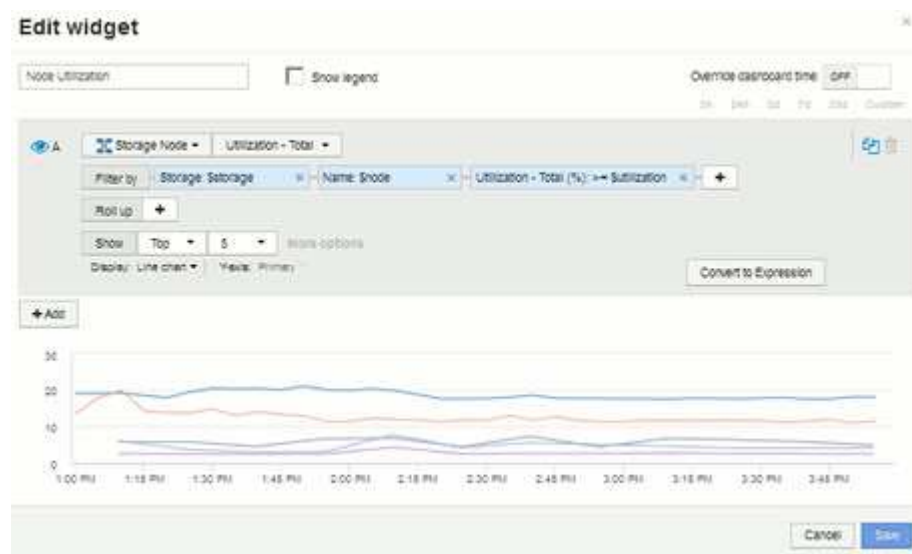 Edit widget
Node Utilization
Show legend
Override dashboard time OFF
Custom
A
Storage Node
Utilization - Total
Filter by
Storage: $storage
Name: $node
Utilization - Total (%): >= $utilization
+
Roll up +
Show Top 5 More options
Display: Line chart Y-axis: Primary
Convert to Expression
+ Add
30
20
10
0
1:00 PM 1:15 PM 1:30 PM 1:45 PM 2:00 PM 2:15 PM 2:30 PM 2:45 PM 3:00 PM 3:15 PM 3:30 PM 3:45 PM
Cancel Save